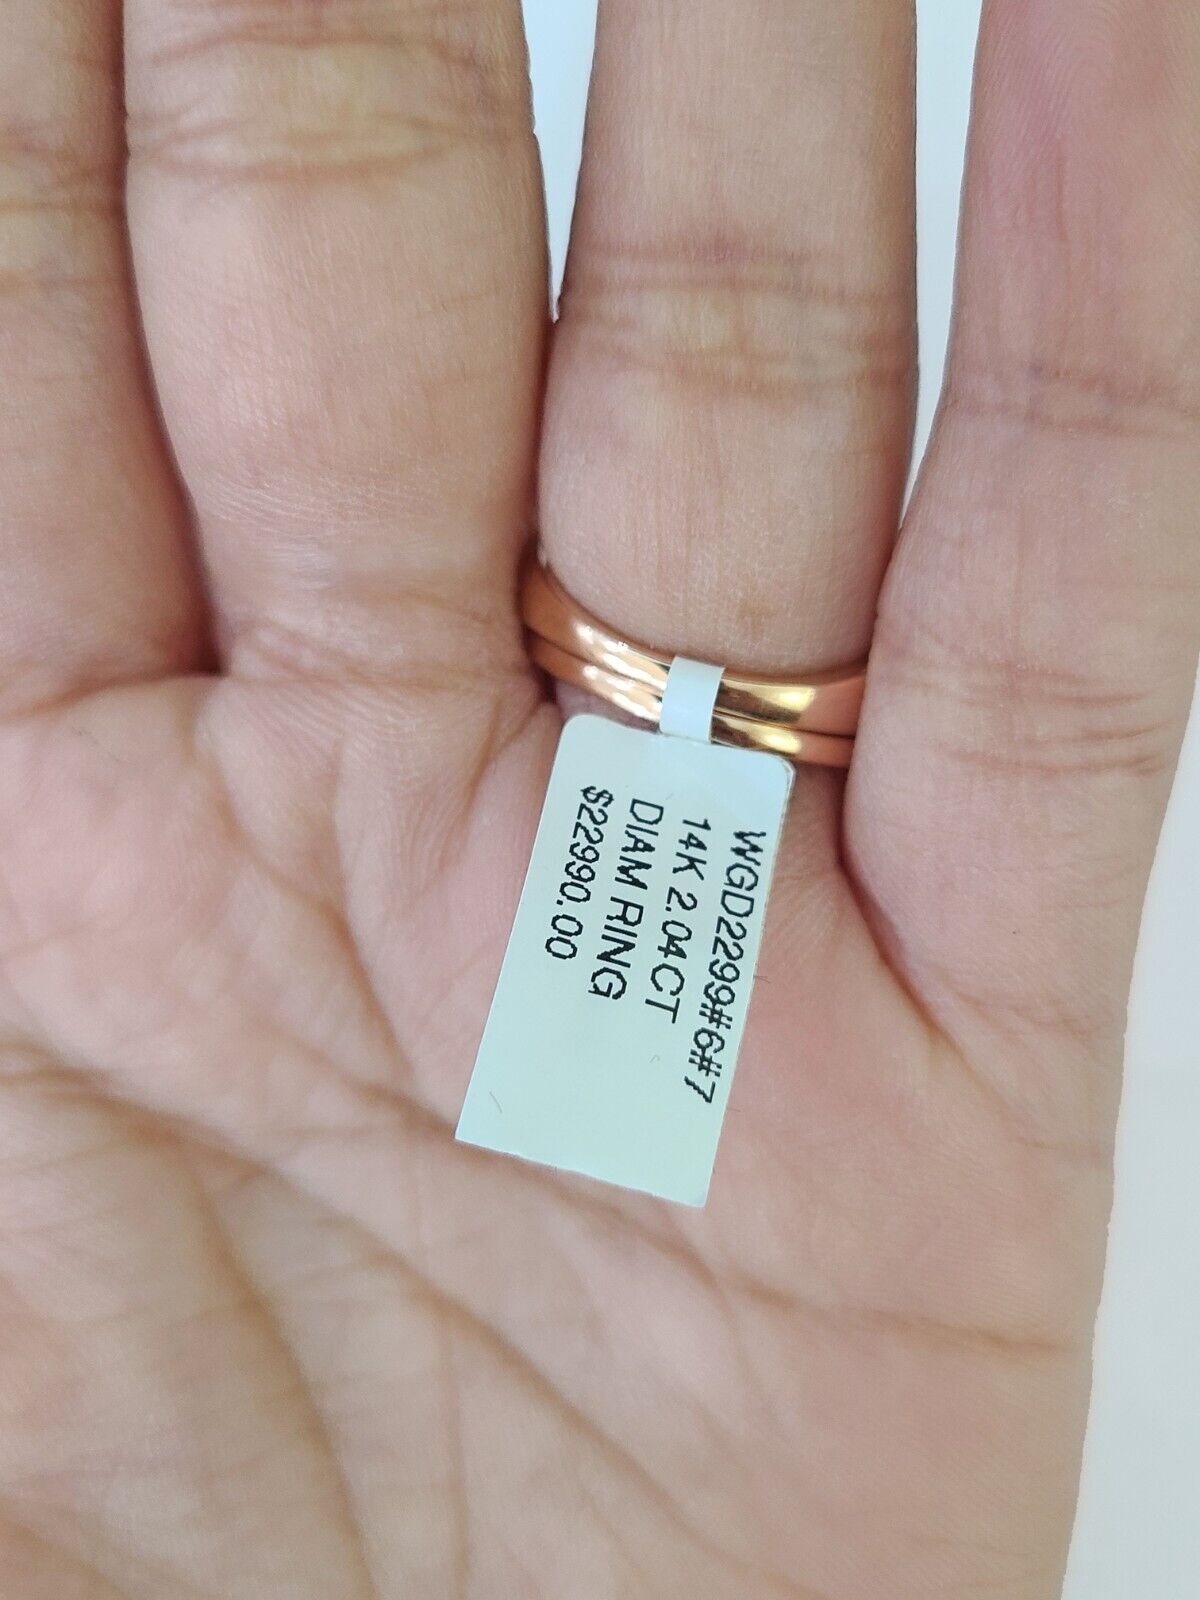 WGD2299#6#7
14K 2.04CT
DIAM RING
$22990.00